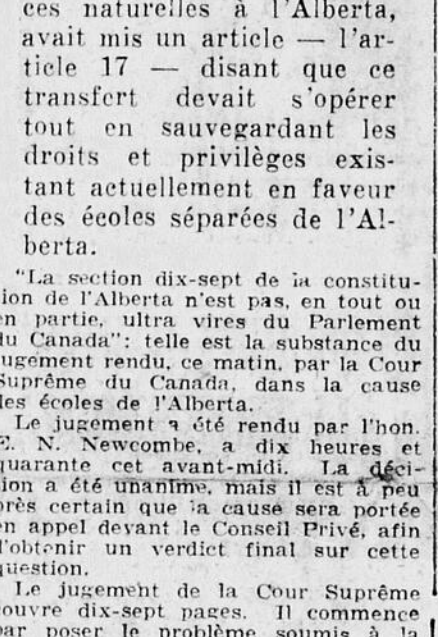 ces naturelles à l'Alberta,
avait mis un article — l'ar-
ticle 17 — disant que ce
transfert devait s'opérer
tout en sauvegardant les
droits et privilèges exis-
tant actuellement en faveur
des écoles séparées de l'Al-
berta.
"La section dix-sept de la constitu-
ion de l'Alberta n'est pas, en tout ou
en partie, ultra vires du Parlement
du Canada": telle est la substance du
jugement rendu, ce matin, par la Cour
Suprême du Canada, dans la cause
des écoles de l'Alberta.
Le jugement a été rendu par l'hon.
E. N. Newcombe, a dix heures et
quarante cet avant-midi. La déci-
ion a été unanime, mais il est à peu
près certain que la cause sera portée
en appel devant le Conseil Privé, afin
d'obtenir un verdict final sur cette
question.
Le jugement de la Cour Suprême
couvre dix-sept pages. Il commence
par poser le problème soumis à la